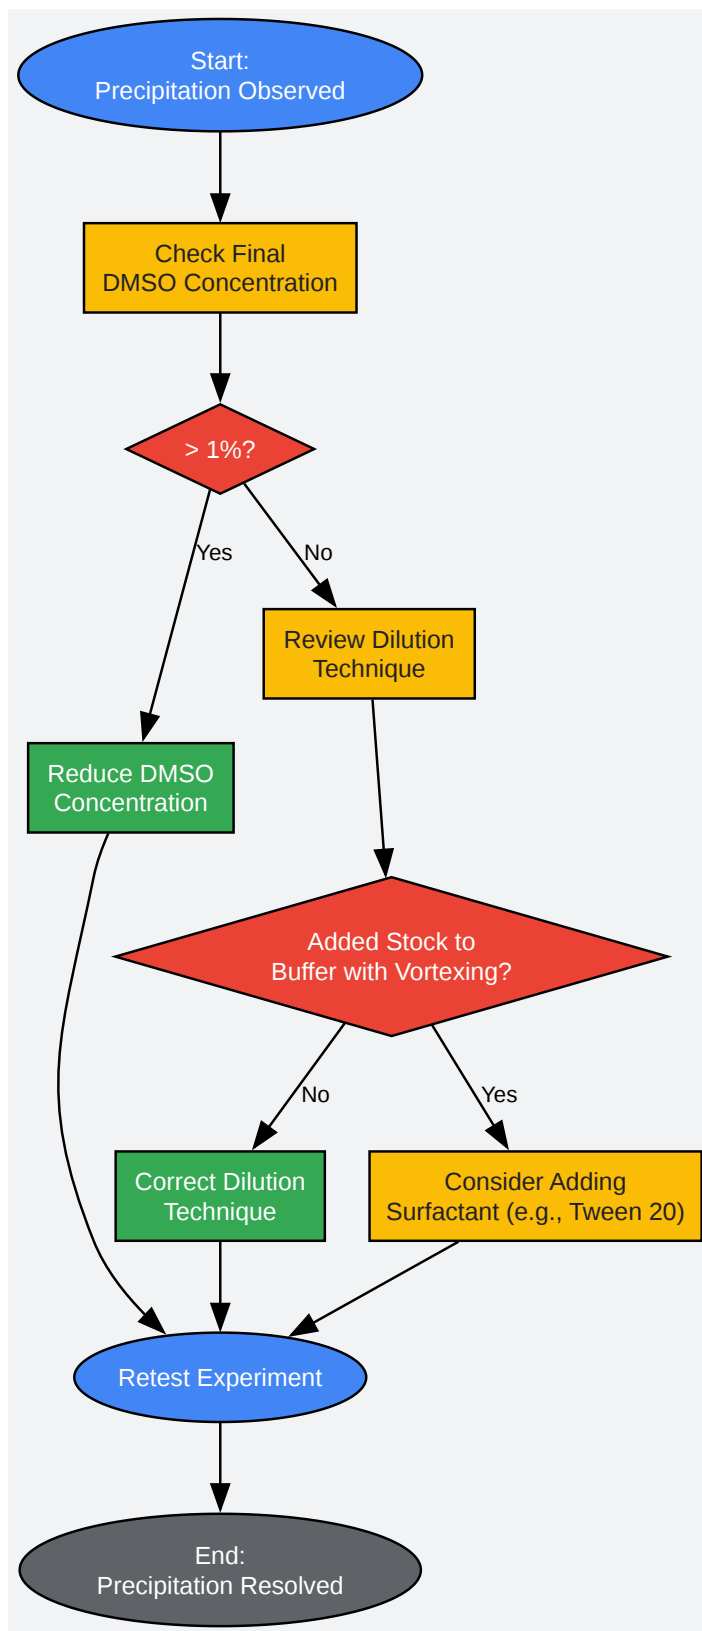 Start:
Precipitation Observed
Check Final
DMSO Concentration
> 1%?
Yes
No
Review Dilution
Technique
Reduce DMSO
Concentration
Added Stock to
Buffer with Vortexing?
No
Yes
Correct Dilution
Technique
Consider Adding
Surfactant (e.g., Tween 20)
Retest Experiment
End:
Precipitation Resolved